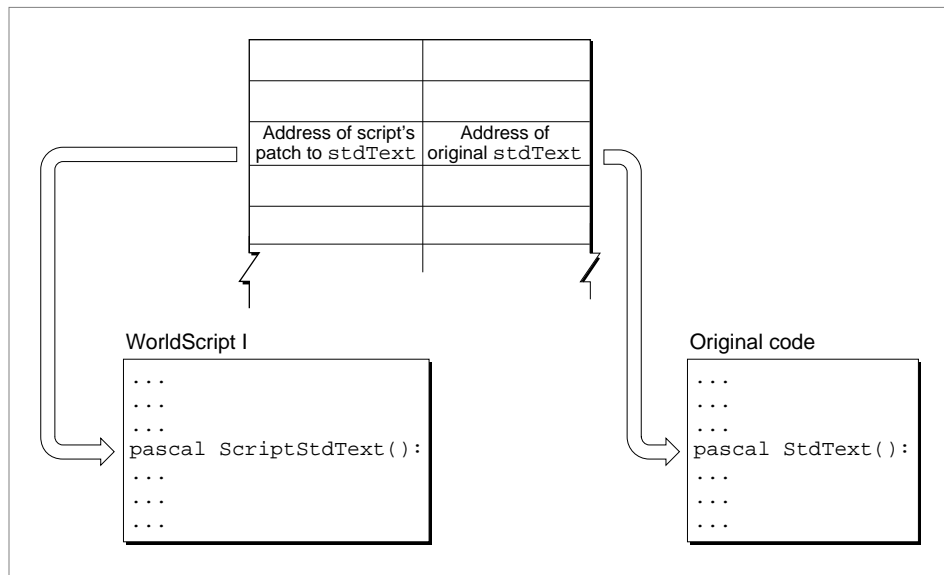 Address of script's
patch to stdText
Address of
original stdText
WorldScript I
...
...
...
pascal ScriptStdText():
...
...
...
Original code
...
...
...
pascal StdText():
...
...
...